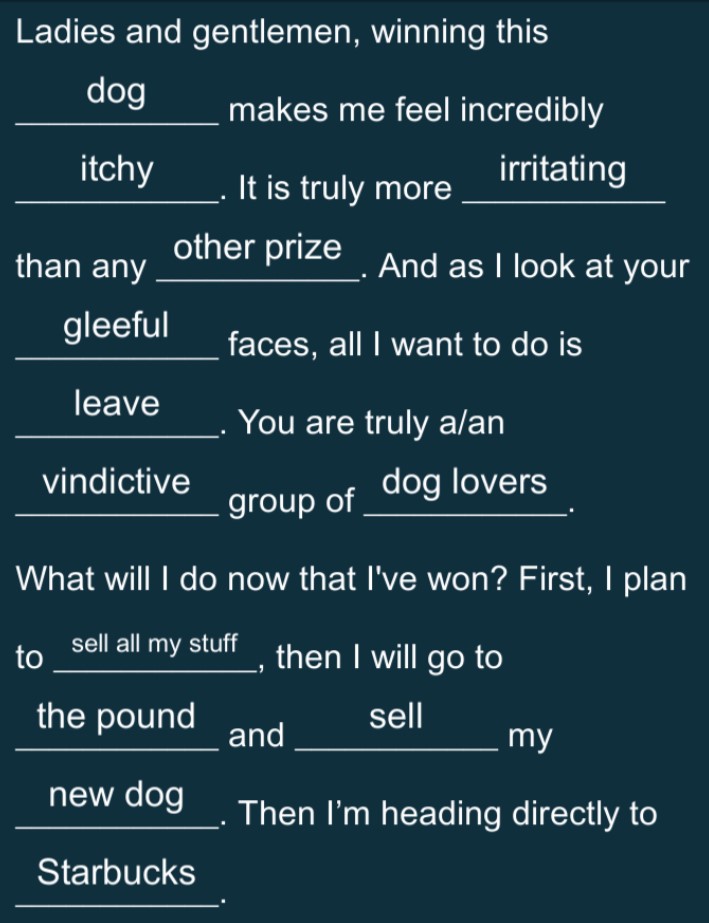 Ladies and gentlemen, winning this
dog makes me feel incredibly
itchy. It is truly more irritating
than any other prize. And as I look at your
gleeful faces, all I want to do is
leave. You are truly a/an
vindictive group of dog lovers.
What will I do now that I've won? First, I plan
to sell all my stuff, then I will go to
the pound and sell my
new dog. Then I’m heading directly to
Starbucks.